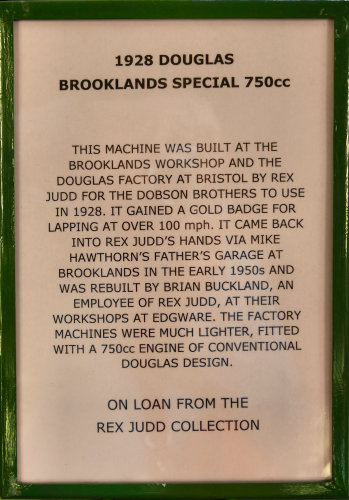 1928 DOUGLAS
BROOKLANDS SPECIAL 750cc
THIS MACHINE WAS BUILT AT THE
BROOKLANDS WORKSHOP AND THE
DOUGLAS FACTORY AT BRISTOL BY REX
JUDD FOR THE DOBSON BROTHERS TO USE
IN 1928. IT GAINED A GOLD BADGE FOR
LAPPING AT OVER 100 mph. IT CAME BACK
INTO REX JUDD'S HANDS VIA MIKE
HAWTHORN'S FATHER'S GARAGE AT
BROOKLANDS IN THE EARLY 1950s AND
WAS REBUILT BY BRIAN BUCKLAND, AN
EMPLOYEE OF REX JUDD, AT THEIR
WORKSHOPS AT EDGWARE. THE FACTORY
MACHINES WERE MUCH LIGHTER, FITTED
WITH A 750cc ENGINE OF CONVENTIONAL
DOUGLAS DESIGN.
ON LOAN FROM THE
REX JUDD COLLECTION